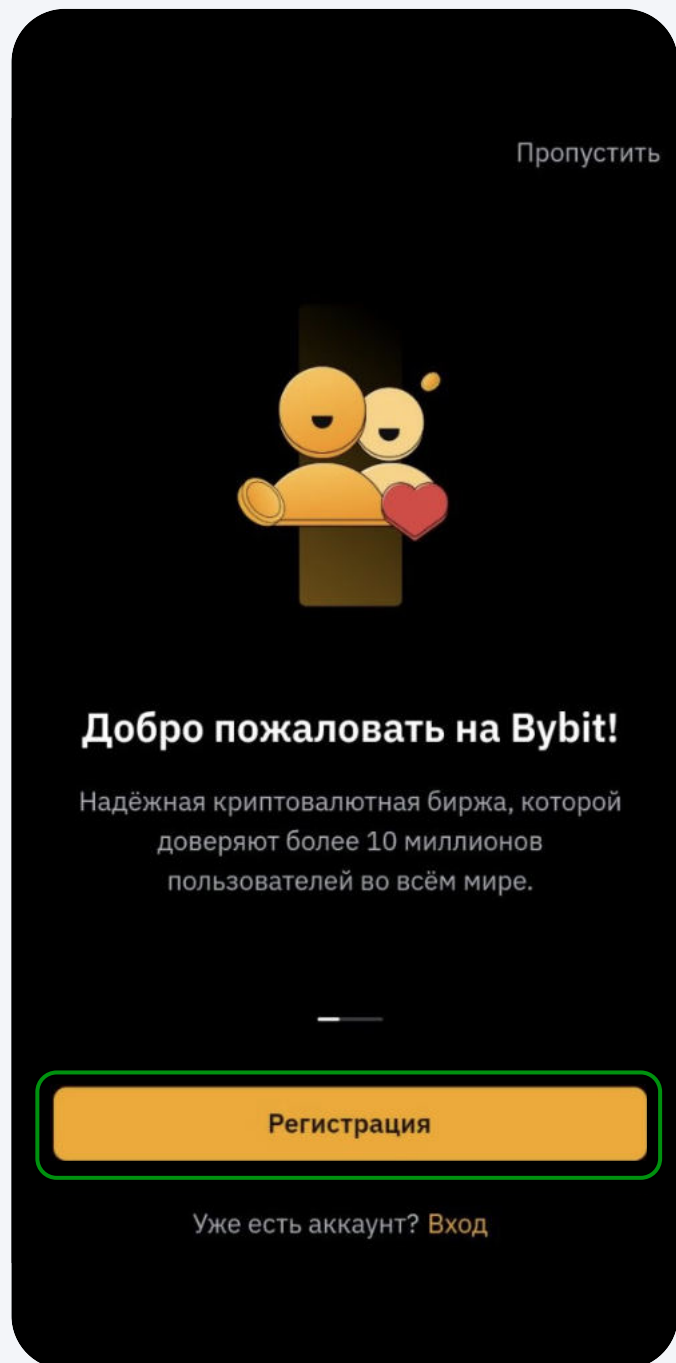 Пропустить
Добро пожаловать на Bybit!
Надёжная криптовалютная биржа, которой
доверяют более 10 миллионов
пользователей во всём мире.
Регистрация
Уже есть аккаунт? Вход